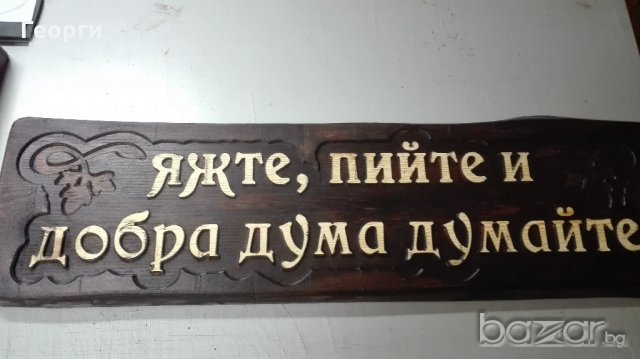 Георги
яжте, пийте и
добра дума думайте
bazar.bg